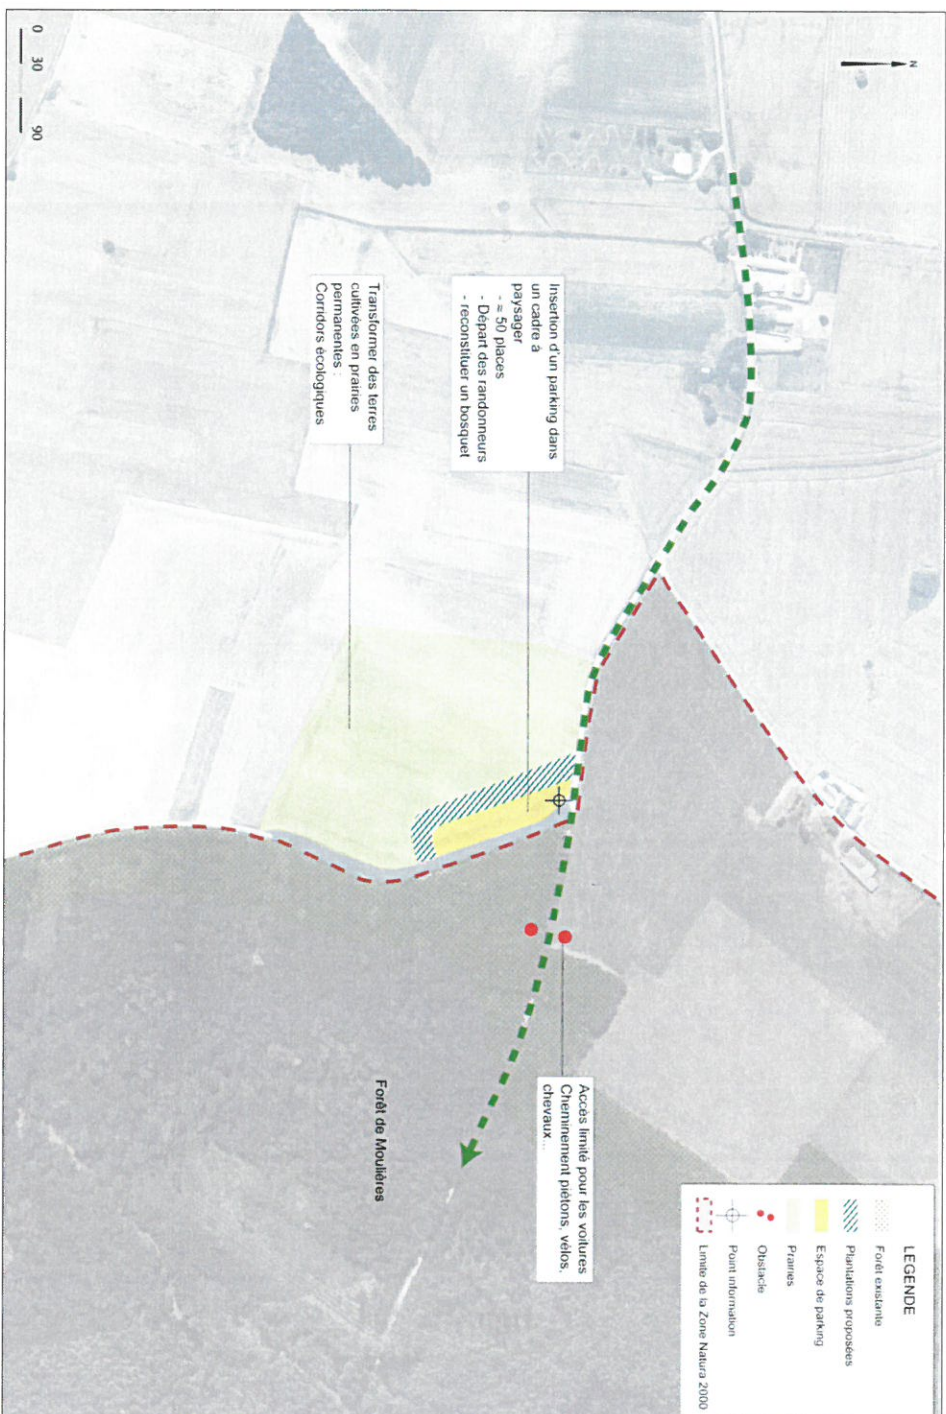 N
0 30 90
Insertion d'un parking dans
un cadre à
paysager
- ≈ 50 places
- Départ des randonneurs
- reconstituer un bosquet
Transformer des terres
cultivées en prairies
permanentes :
Corridors écologiques
Accès limité pour les voitures
Cheminement piétons, vélos,
chevaux...
Forêt de Moulières
LEGENDE
Forêt existante
Plantations proposées
Espace de parking
Prairies
Obstacle
Point information
Limite de la Zone Natura 2000